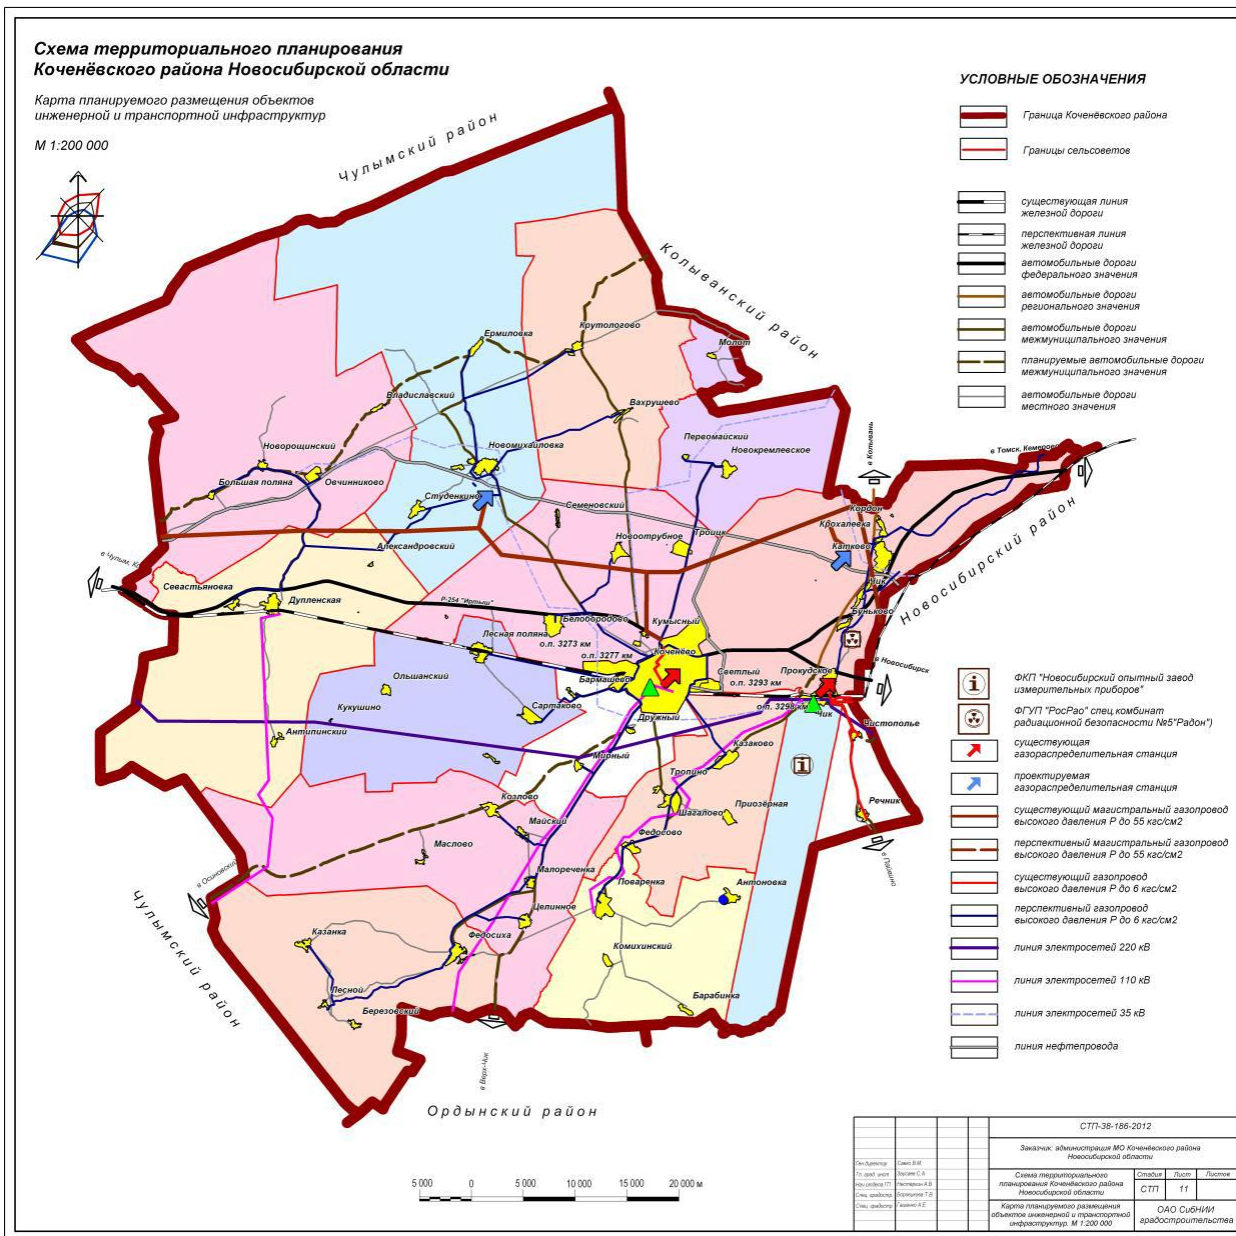 Схема территориального планирования
Коченёвского района Новосибирской области
Карта планируемого размещения объектов
инженерной и транспортной инфраструктур
М 1:200 000
Чулымский район
Колыванский район
Новосибирский район
Чулымский район
Ордынский район
Крутологово
Ермиловка
Молот
Владиславский
Вахрушево
Первомайский
Новокремлевское
Новорощинский
Новомихайловка
Большая поляна
Овчинниково
Студенкино
Семеновский
Новоотрубное
Троицк
Кордон
Крохалевка
Катково
Александровский
Чик
Буньково
Севастьяновка
Дупленская
Р-254 "Иртыш"
Белобородово
Кумысный
Лесная поляна
о.п. 3273 км
о.п. 3277 км
Коченёво
Светлый
о.п. 3293 км
Прокудское
Ольшанский
Бармашево
о.п. 3298 км
Чик
Кукушино
Сартаково
Дружный
Чистополье
Антипинский
Мирный
Казаково
Тропино
Козлово
Приозёрная
Речник
Майский
Шагалово
Федосово
Маслово
Малореченка
Поваренка
Антоновка
Целинное
Казанка
Федосиха
Комихинский
Лесной
Березовский
Барабинка
в Колывань
в Томск, Кемерово
в Новосибирск
в Осиновский
в Верх-Чик
5 000 0 5 000 10 000 15 000 20 000 м
УСЛОВНЫЕ ОБОЗНАЧЕНИЯ
Граница Коченёвского района
Границы сельсоветов
существующая линия
железной дороги
перспективная линия
железной дороги
автомобильные дороги
федерального значения
автомобильные дороги
регионального значения
автомобильные дороги
межмуниципального значения
планируемые автомобильные дороги
межмуниципального значения
автомобильные дороги
местного значения
ФКП "Новосибирский опытный завод
измерительных приборов"
ФГУП "РосРао" спец.комбинат
радиационной безопасности №5"Радон")
существующая
газораспределительная станция
проектируемая
газораспределительная станция
существующий магистральный газопровод
высокого давления Р до 55 кгс/см2
перспективный магистральный газопровод
высокого давления Р до 55 кгс/см2
существующий газопровод
высокого давления Р до 6 кгс/см2
перспективный газопровод
высокого давления Р до 6 кгс/см2
линия электросетей 220 кВ
линия электросетей 110 кВ
линия электросетей 35 кВ
линия нефтепровода
СТП-38-186-2012
Заказчик: администрация МО Коченёвского района
Новосибирской области
Схема территориального
планирования Коченёвского района
Новосибирской области
Стадия Лист Листов
СТП 11
Карта планируемого размещения
объектов инженерной и транспортной
инфраструктур. М 1:200 000
ОАО СибНИИ
градостроительства